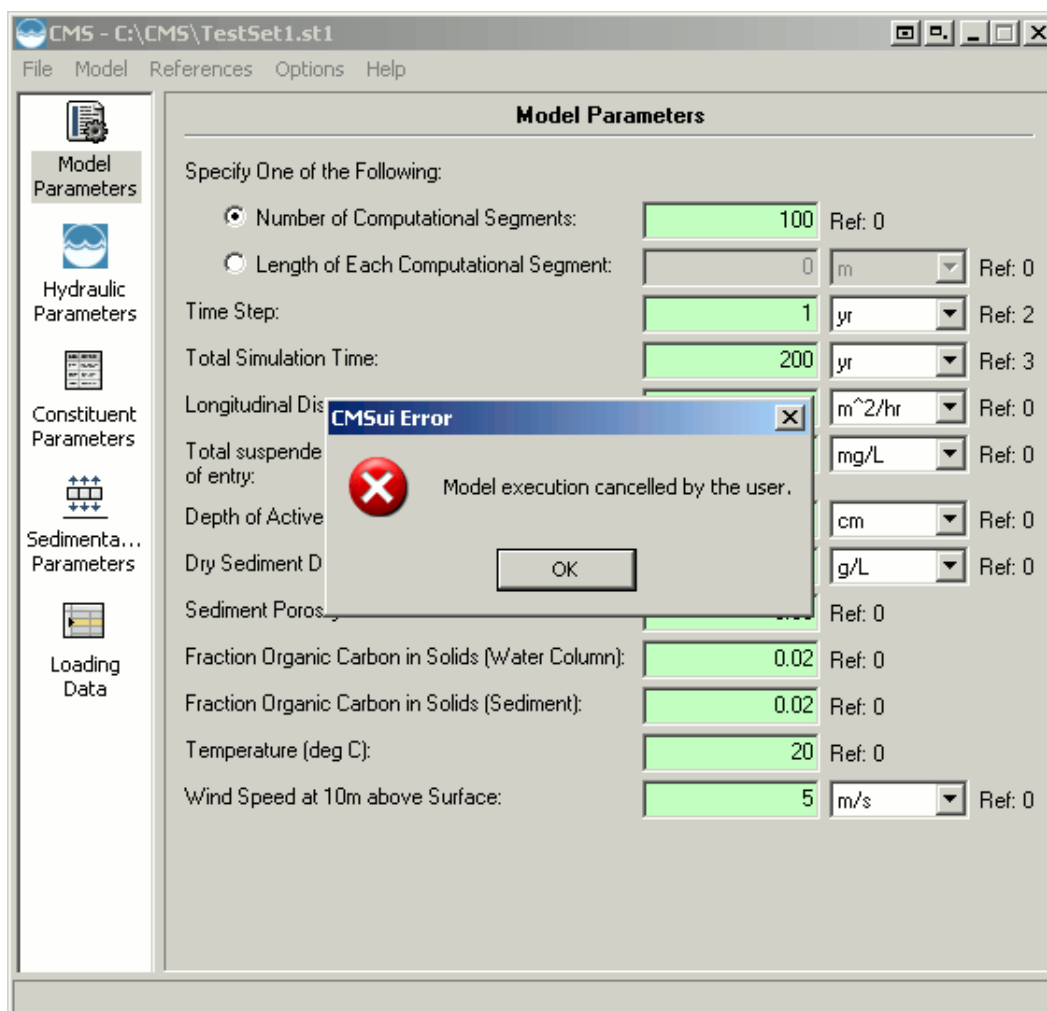 CMS - C:\CMS\TestSet1.st1
File Model References Options Help
Model
Parameters
Hydraulic
Parameters
Constituent
Parameters
Sedimenta...
Parameters
Loading
Data
Model Parameters
Specify One of the Following:
Number of Computational Segments: 100 Ref: 0
Length of Each Computational Segment: 0 m Ref: 0
Time Step: 1 yr Ref: 2
Total Simulation Time: 200 yr Ref: 3
Longitudinal Dis m^2/hr Ref: 0
Total suspende mg/L Ref: 0
of entry:
Depth of Active cm Ref: 0
Dry Sediment D g/L Ref: 0
Sediment Ref: 0
Fraction Organic Carbon in Solids (Water Column): 0.02 Ref: 0
Fraction Organic Carbon in Solids (Sediment): 0.02 Ref: 0
Temperature (deg C): 20 Ref: 0
Wind Speed at 10m above Surface: 5 m/s Ref: 0
CMSui Error
Model execution cancelled by the user.
OK